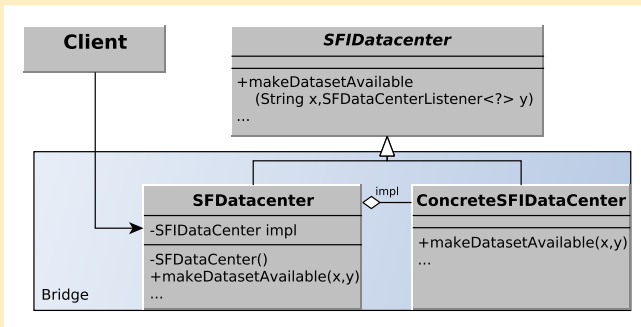 Client
SFIDatacenter
+makeDatasetAvailable
(String x,SFDataCenterListener<?> y)
...
SFDatacenter
impl
ConcreteSFIDataCenter
-SFIDataCenter impl
-SFDataCenter()
+makeDatasetAvailable(x,y)
...
+makeDatasetAvailable(x,y)
...
Bridge